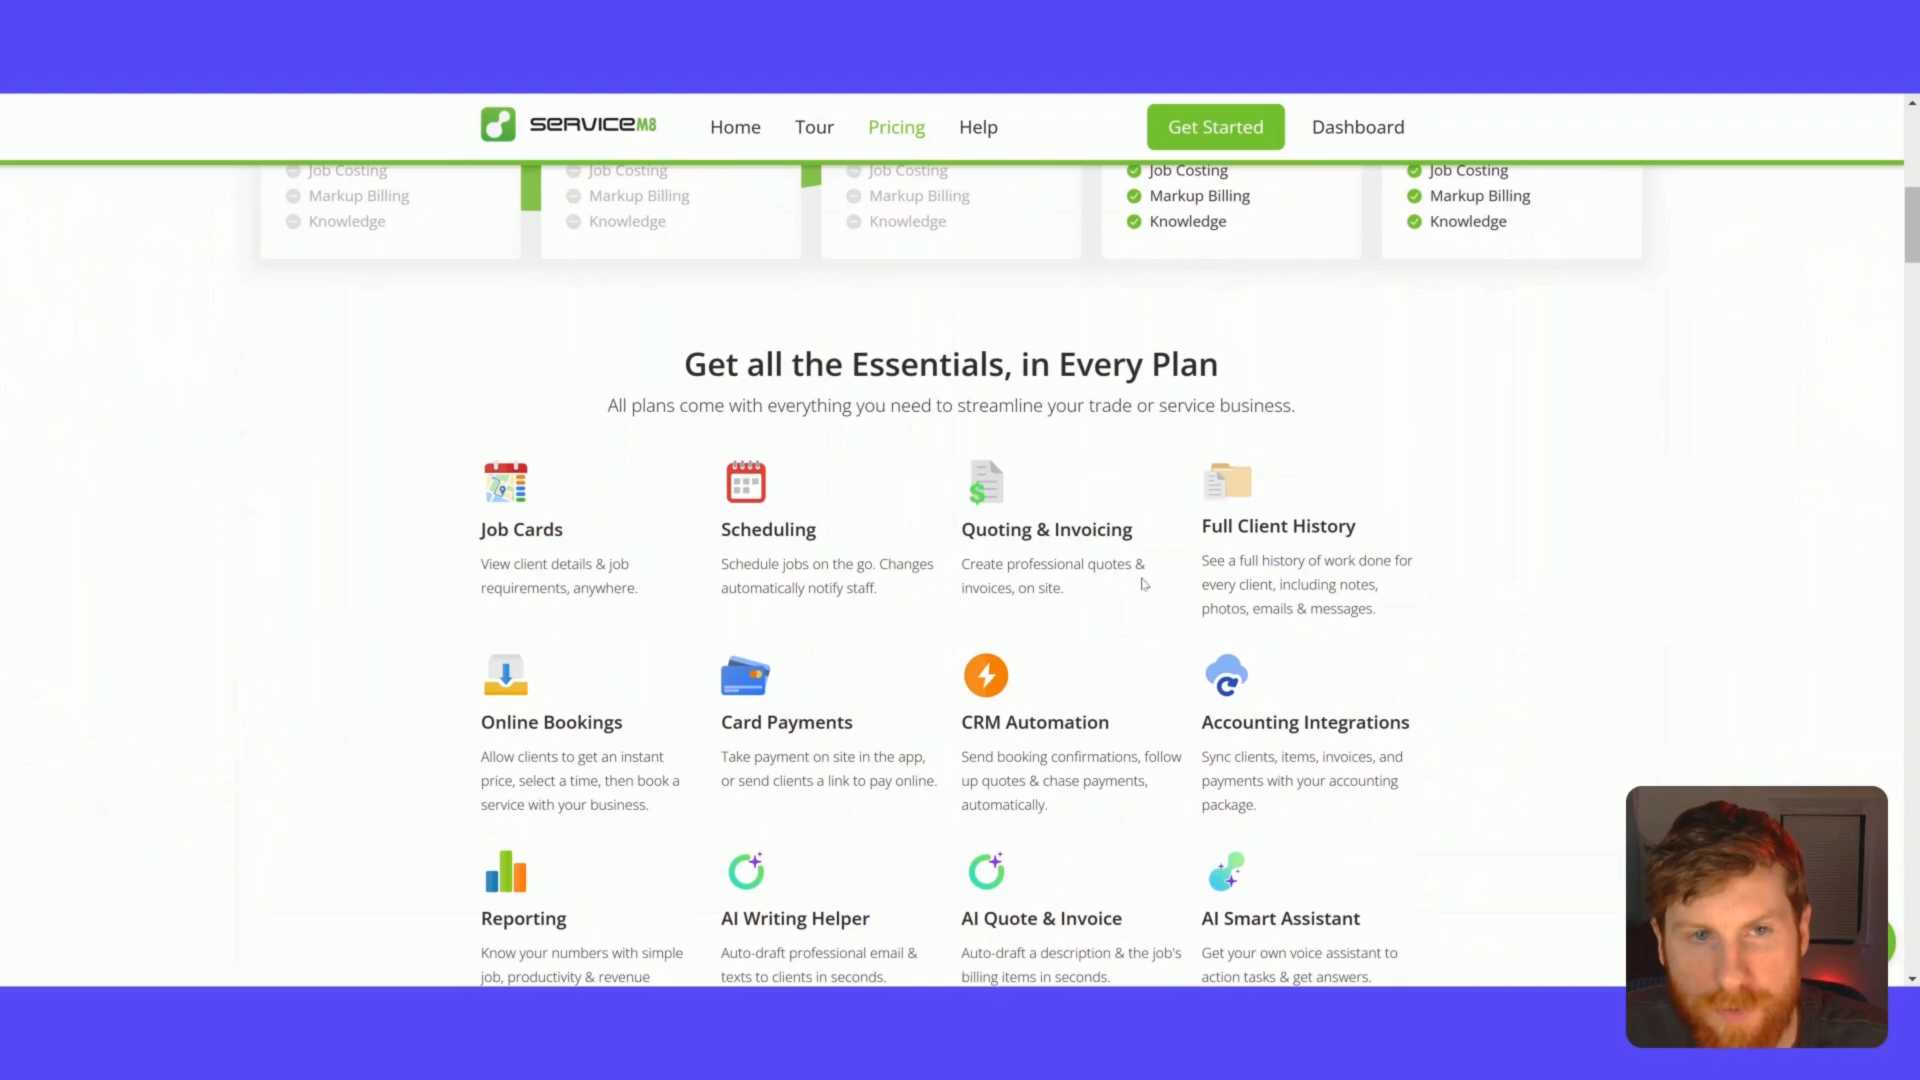 SERVICEM8
Home
Tour
Pricing
Help
Get Started
Dashboard
Job Costing
Markup Billing
Knowledge
Job Costing
Markup Billing
Knowledge
Job Costing
Markup Billing
Knowledge
Job Costing
Markup Billing
Knowledge
Job Costing
Markup Billing
Knowledge
Get all the Essentials, in Every Plan
All plans come with everything you need to streamline your trade or service business.
Job Cards
View client details & job
requirements, anywhere.
Scheduling
Schedule jobs on the go. Changes
automatically notify staff.
Quoting & Invoicing
Create professional quotes &
invoices, on site.
Full Client History
See a full history of work done for
every client, including notes,
photos, emails & messages.
Online Bookings
Allow clients to get an instant
price, select a time, then book a
service with your business.
Card Payments
Take payment on site in the app,
or send clients a link to pay online.
CRM Automation
Send booking confirmations, follow
up quotes & chase payments,
automatically.
Accounting Integrations
Sync clients, items, invoices, and
payments with your accounting
package.
Reporting
Know your numbers with simple
job, productivity & revenue
AI Writing Helper
Auto-draft professional email &
texts to clients in seconds.
AI Quote & Invoice
Auto-draft a description & the job's
billing items in seconds.
AI Smart Assistant
Get your own voice assistant to
action tasks & get answers.